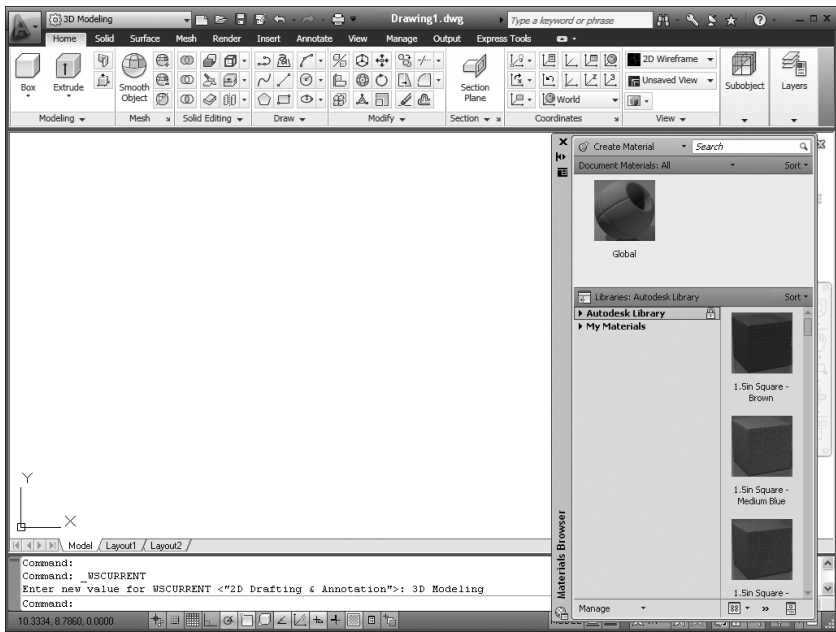 3D Modeling
Drawing1.dwg
Type a keyword or phrase
Home Solid Surface Mesh Render Insert Annotate View Manage Output Express Tools
Box
Extrude
Smooth Object
Section Plane
World
2D Wireframe
Unsaved View
Subobject
Layers
Modeling
Mesh
Solid Editing
Draw
Modify
Section
Coordinates
View
Create Material
Search
Document Materials: All
Sort
Global
Libraries: Autodesk Library
Sort
Autodesk Library
My Materials
1.5in Square -
Brown
1.5in Square -
Medium Blue
1.5in Square -
Manage
Materials Browser
Y
X
Model Layout1 Layout2
Command:
Command: _WSCURRENT
Enter new value for WSCURRENT <"2D Drafting & Annotation">: 3D Modeling
Command:
10.3334, 8.7860, 0.0000